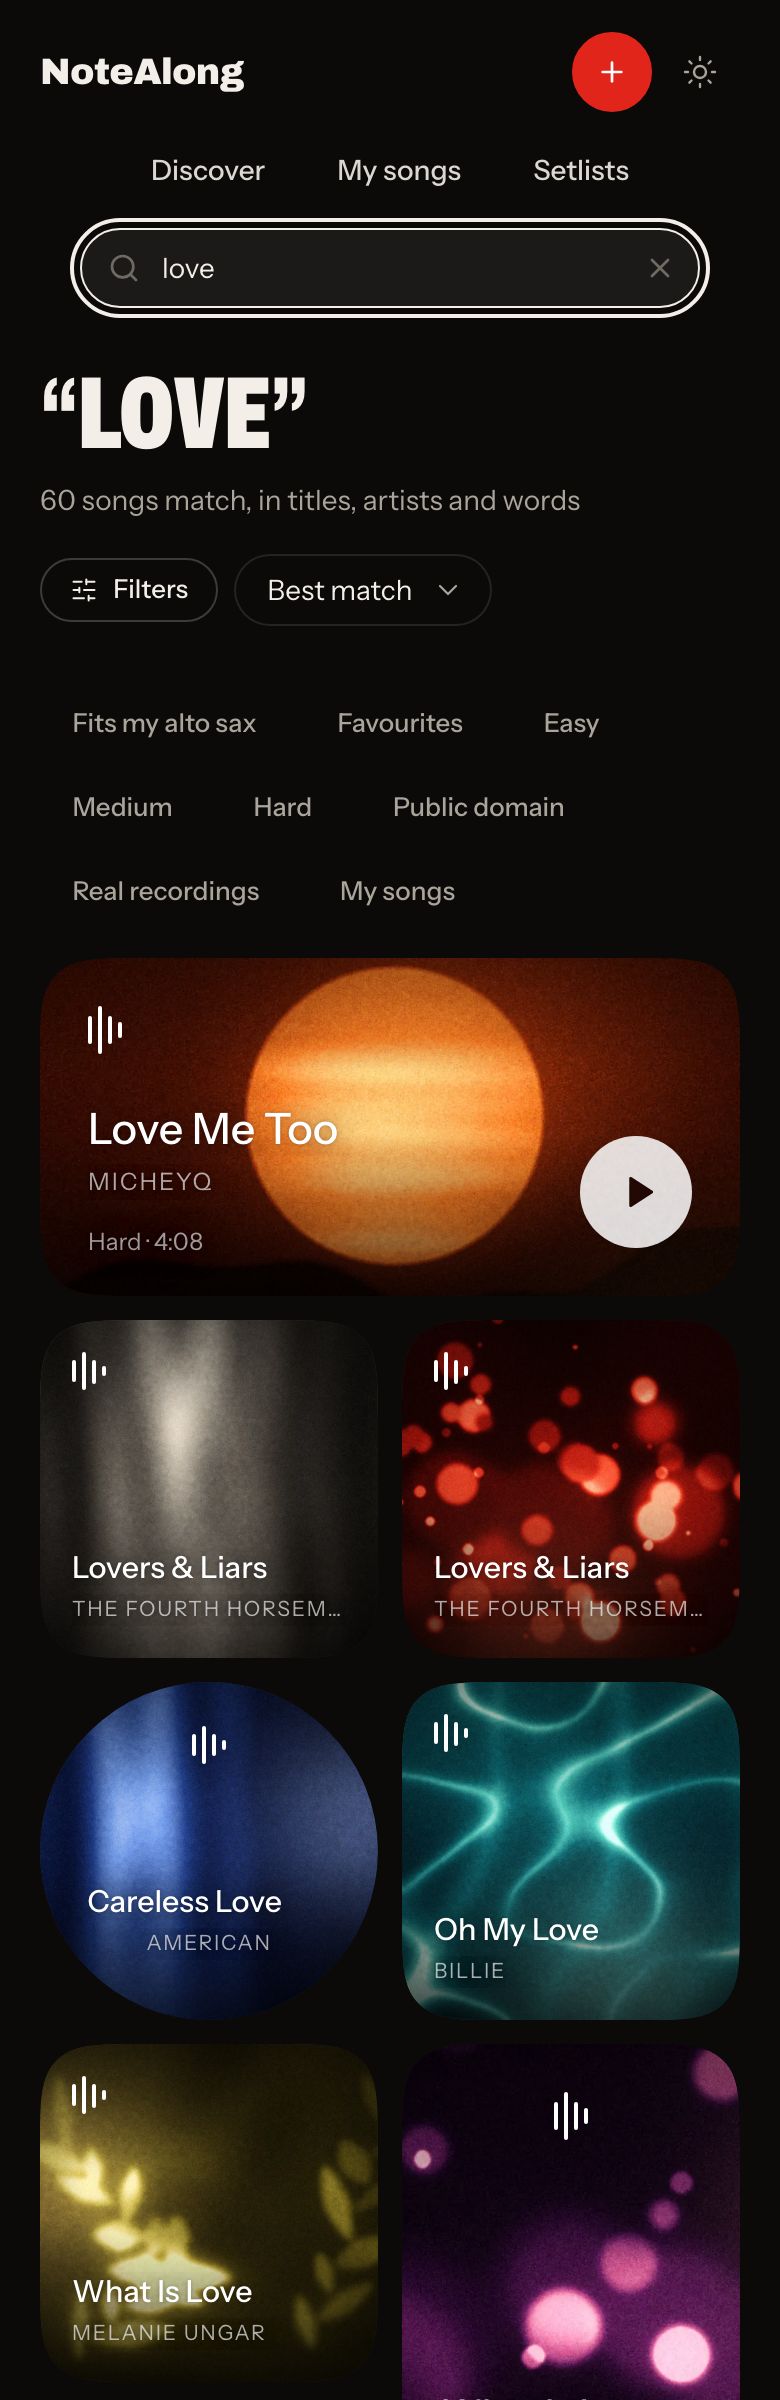 NoteAlong
Discover My songs Setlists
love
“LOVE”
60 songs match, in titles, artists and words
Filters Best match
Fits my alto sax Favourites Easy
Medium Hard Public domain
Real recordings My songs
Love Me Too
MICHEYQ
Hard · 4:08
Lovers & Liars
THE FOURTH HORSEM…
Lovers & Liars
THE FOURTH HORSEM…
Careless Love
AMERICAN
Oh My Love
BILLIE
What Is Love
MELANIE UNGAR